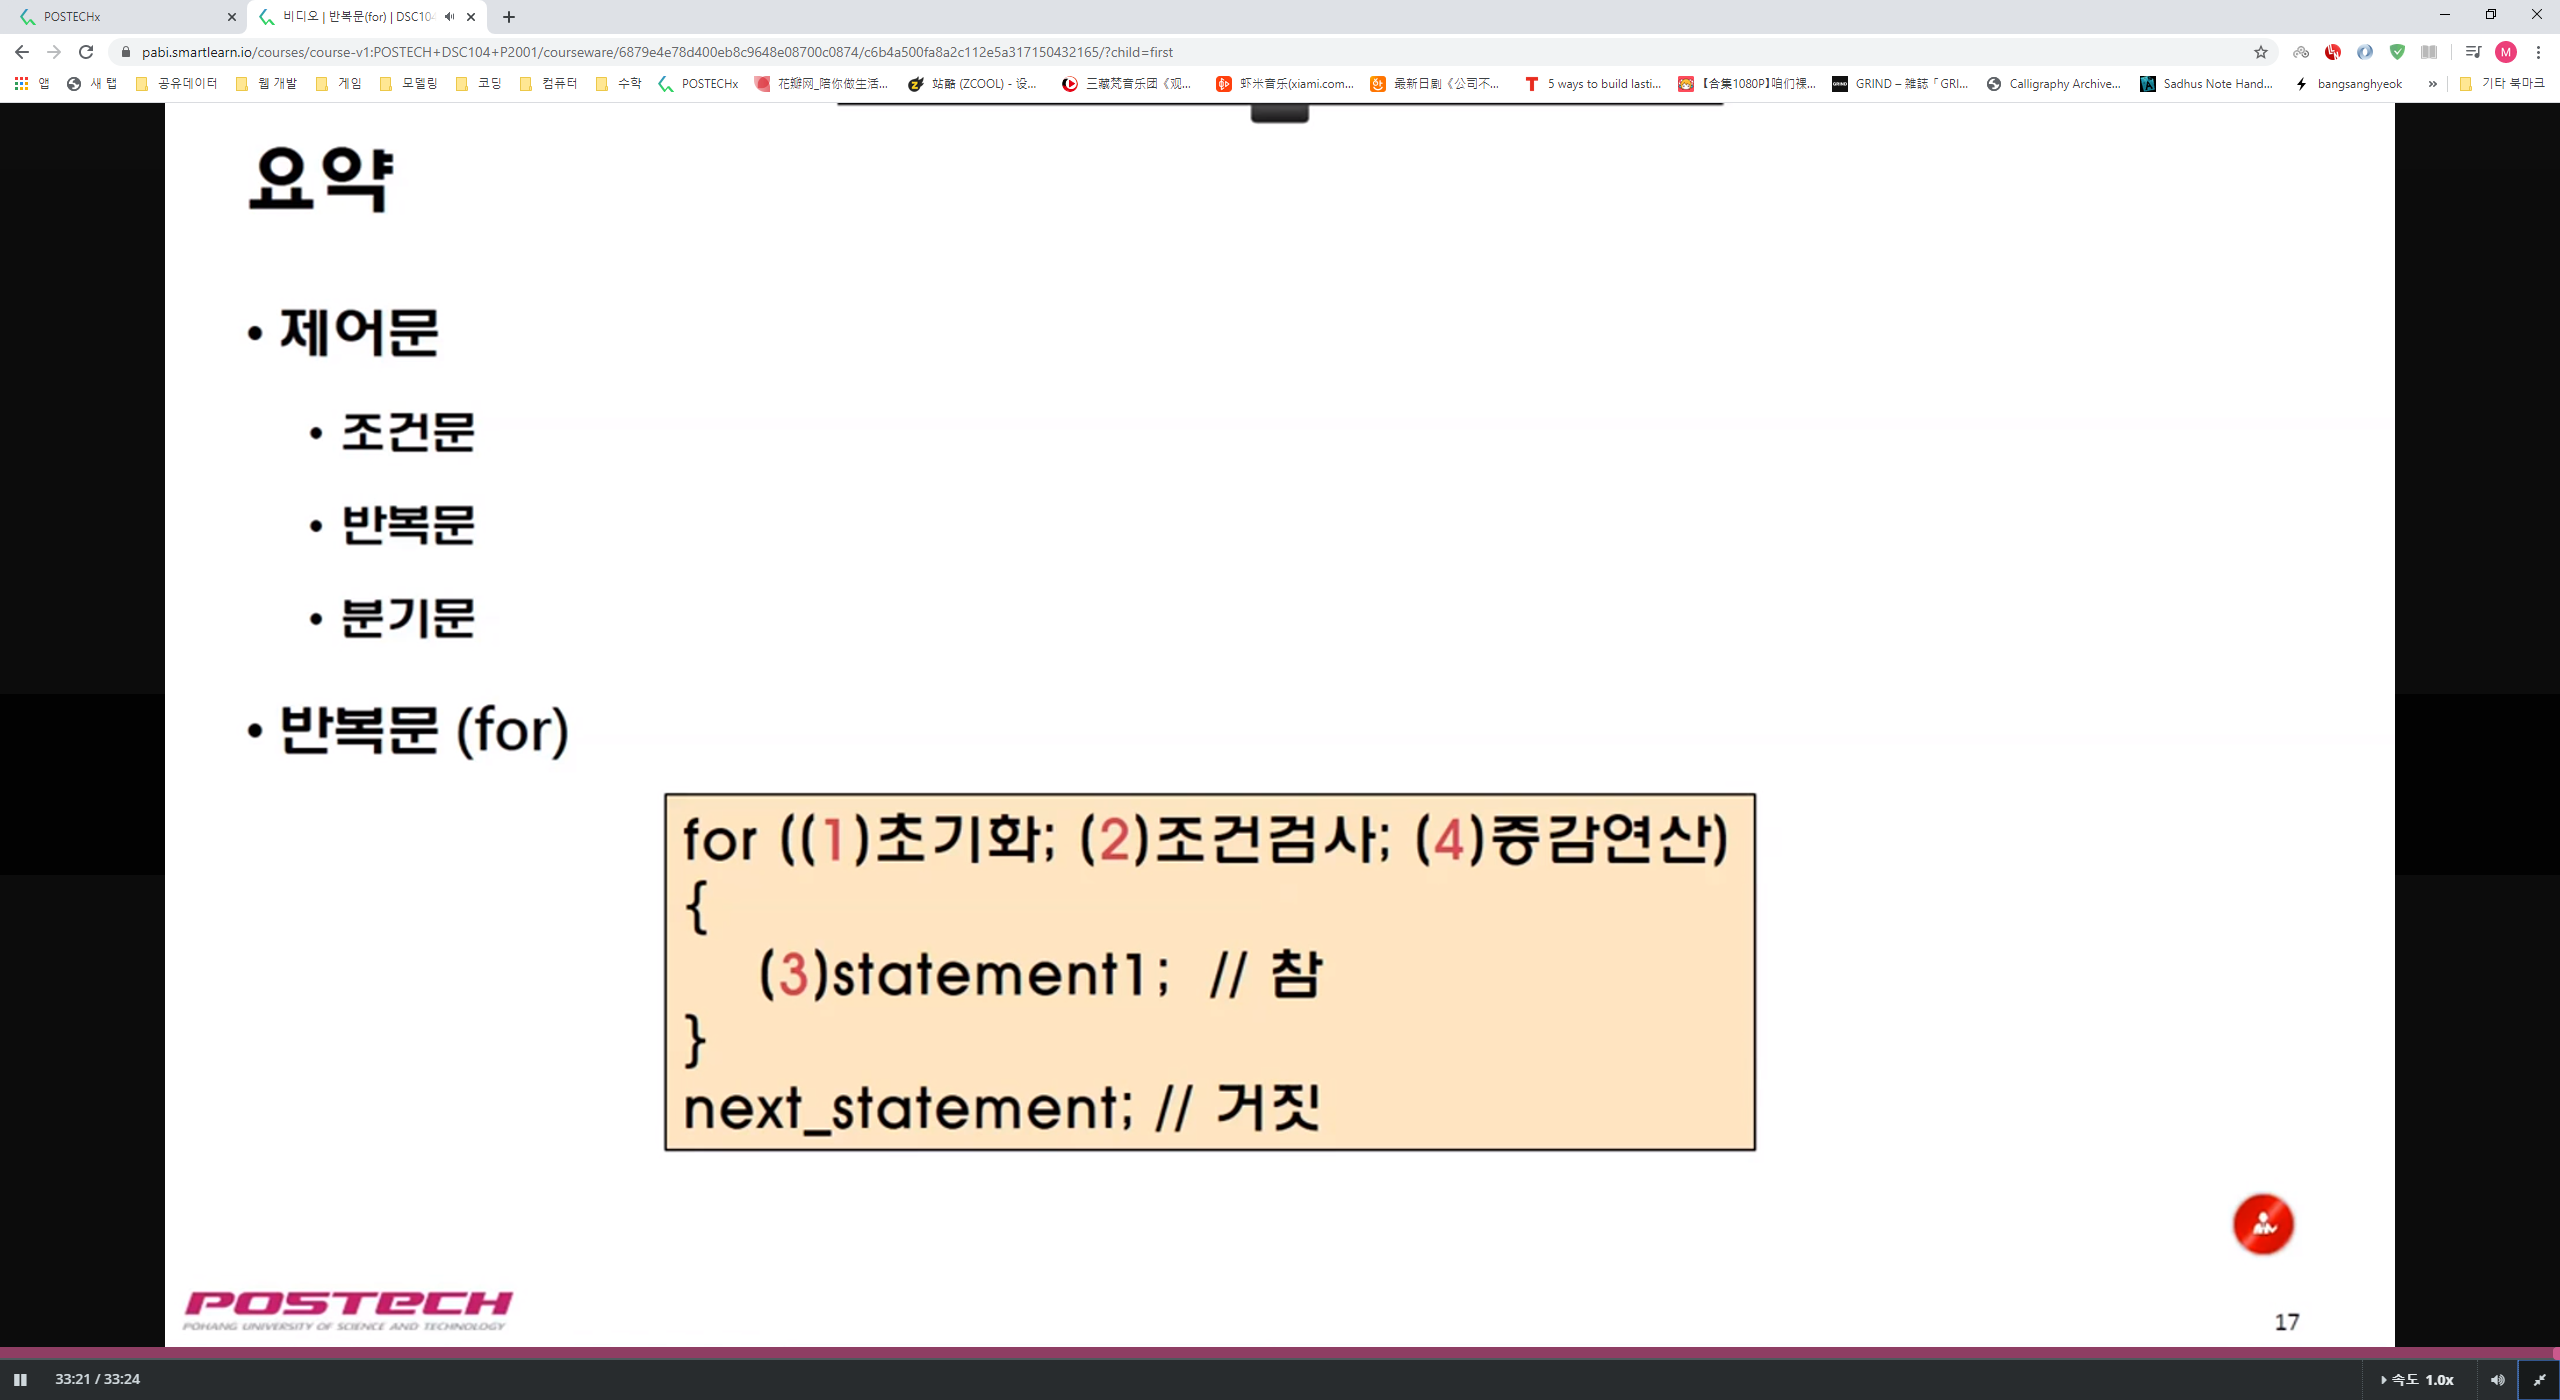 POSTECHx
비디오 | 반복문(for) | DSC10
pabi.smartlearn.io/courses/course-v1:POSTECH+DSC104+P2001/courseware/6879e4e78d400eb8c9648e08700c0874/c6b4a500fa8a2c112e5a317150432165/?child=first
M
앱 새 탭 공유데이터 웹 개발 게임 모델링 코딩 컴퓨터 수학 POSTECHx 花瓣网_陪你做生活... 站酷 (ZCOOL) - 设... 三藏梵音乐团《观... 虾米音乐(xiami.com... 最新日剧《公司不... 5 ways to build lasti... 【合集1080P】咱们裸... GRIND – 雑誌「GRI... Calligraphy Archive... Sadhus Note Hand... bangsanghyeok » 기타 북마크
요약
• 제어문
• 조건문
• 반복문
• 분기문
• 반복문 (for)
for ((1)초기화; (2)조건검사; (4)증감연산)
{
(3)statement1; // 참
}
next_statement; // 거짓
POSTECH
POHANG UNIVERSITY OF SCIENCE AND TECHNOLOGY
17
33:21 / 33:24
속도 1.0x